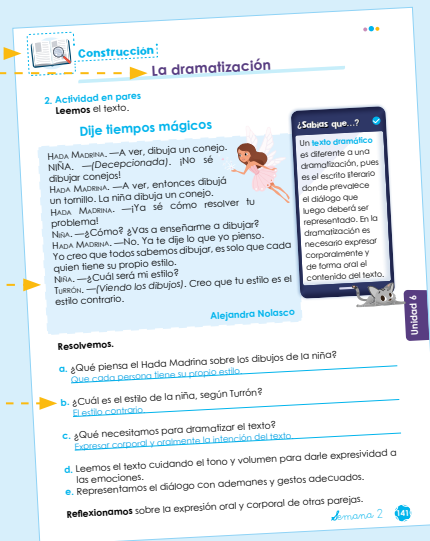 Construcción
La dramatización
2. Actividad en pares
Leemos el texto.
Dije tiempos mágicos
HADA MADRINA. —A ver, dibuja un conejo.
NIÑA. —(Decepcionada). ¡No sé
dibujar conejos!
HADA MADRINA. —A ver, entonces dibujá
un tornillo. La niña dibuja un conejo.
HADA MADRINA. —¡Ya sé cómo resolver tu
problema!
NIÑA. —¿Cómo? ¿Vas a enseñarme a dibujar?
HADA MADRINA. —No. Ya te dije lo que yo pienso.
Yo creo que todos sabemos dibujar, es solo que cada
quien tiene su propio estilo.
NIÑA. —¿Cuál será mi estilo?
TURRÓN. —(Viendo los dibujos). Creo que tu estilo es el
estilo contrario.
Alejandra Nolasco
¿Sabías que...?
Un texto dramático
es diferente a una
dramatización, pues
es el escrito literario
donde prevalece
el diálogo que
luego deberá ser
representado. En la
dramatización es
necesario expresar
corporalmente y
de forma oral el
contenido del texto.
Unidad 6
Resolvemos.
a. ¿Qué piensa el Hada Madrina sobre los dibujos de la niña?
Que cada persona tiene su propio estilo.
b. ¿Cuál es el estilo de la niña, según Turrón?
El estilo contrario.
c. ¿Qué necesitamos para dramatizar el texto?
Expresar corporal y oralmente la intención del texto.
d. Leemos el texto cuidando el tono y volumen para darle expresividad a
las emociones.
e. Representamos el diálogo con ademanes y gestos adecuados.
Reflexionamos sobre la expresión oral y corporal de otras parejas.
Semana 2
141